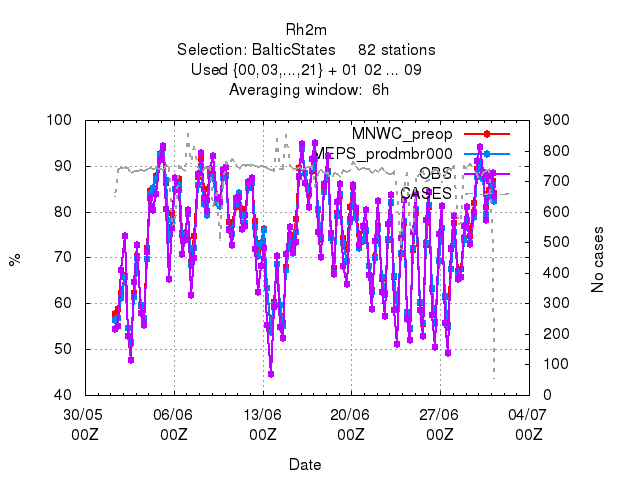 Rh2m
Selection: BalticStates 82 stations
Used {00,03,...,21} + 01 02 ... 09
Averaging window: 6h
100 900
MNWC_preop
800
MEPS_prodmbr000
90
OBS
700
CASES
80 600
500
% 70 No cases
400
60 300
200
50
100
40 0
30/05 06/06 13/06 20/06 27/06 04/07
00Z 00Z 00Z 00Z 00Z 00Z
Date